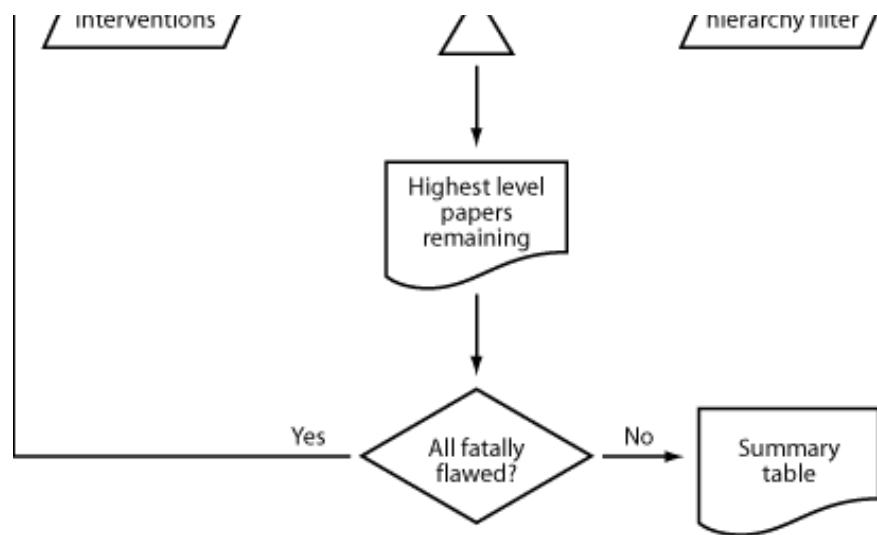 interventions
hierarchy filter
Highest level
papers
remaining
Yes
All fatally
flawed?
No
Summary
table